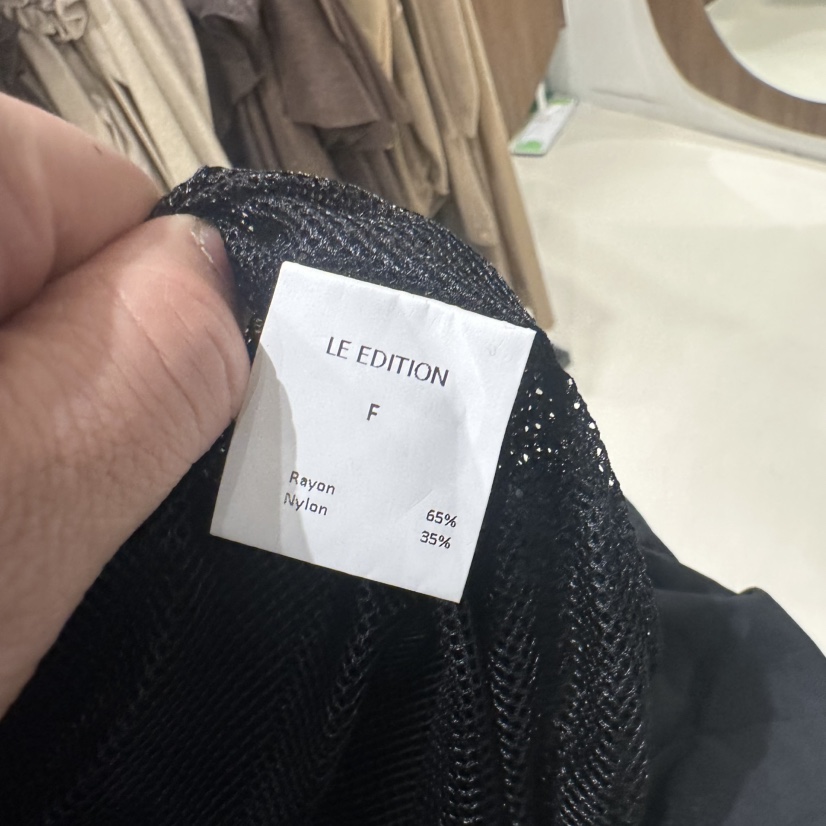 LE EDITION
F
Rayon 65%
Nylon 35%